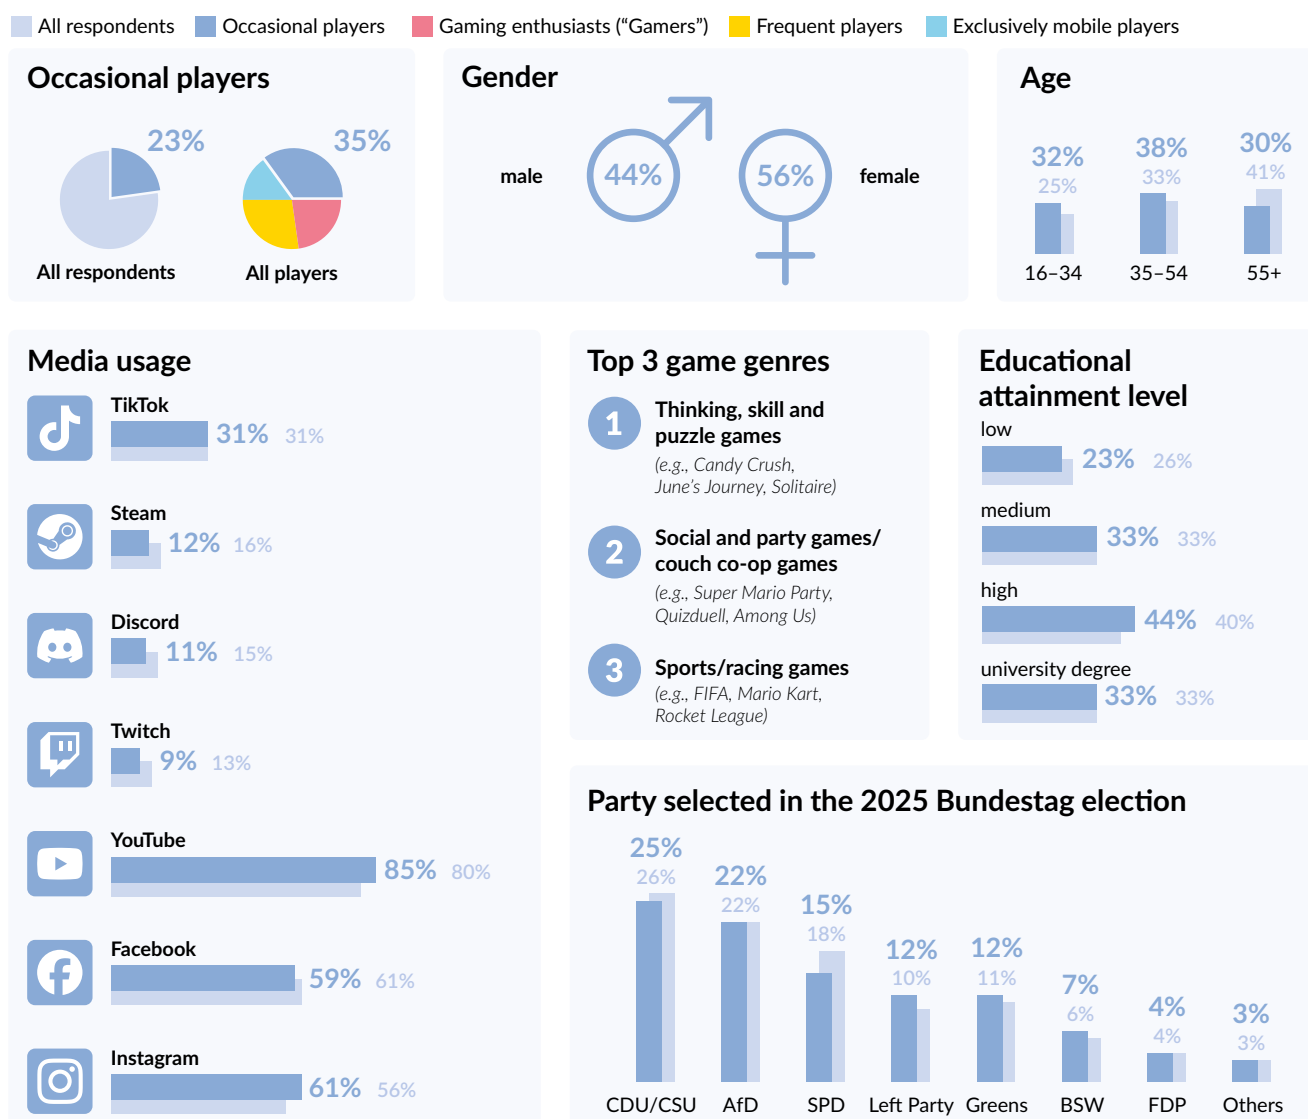 All respondents
Occasional players
Gaming enthusiasts (“Gamers”)
Frequent players
Exclusively mobile players
Occasional players
23%
35%
All respondents
All players
Gender
male
44%
56%
female
Age
32%
25%
16–34
38%
33%
35–54
30%
41%
55+
Media usage
TikTok
31% 31%
Steam
12% 16%
Discord
11% 15%
Twitch
9% 13%
YouTube
85% 80%
Facebook
59% 61%
Instagram
61% 56%
Top 3 game genres
1
Thinking, skill and
puzzle games
(e.g., Candy Crush,
June’s Journey, Solitaire)
2
Social and party games/
couch co-op games
(e.g., Super Mario Party,
Quizduell, Among Us)
3
Sports/racing games
(e.g., FIFA, Mario Kart,
Rocket League)
Educational
attainment level
low
23% 26%
medium
33% 33%
high
44% 40%
university degree
33% 33%
Party selected in the 2025 Bundestag election
25%
26%
CDU/CSU
22%
22%
AfD
15%
18%
SPD
12%
10%
Left Party
12%
11%
Greens
7%
6%
BSW
4%
4%
FDP
3%
3%
Others